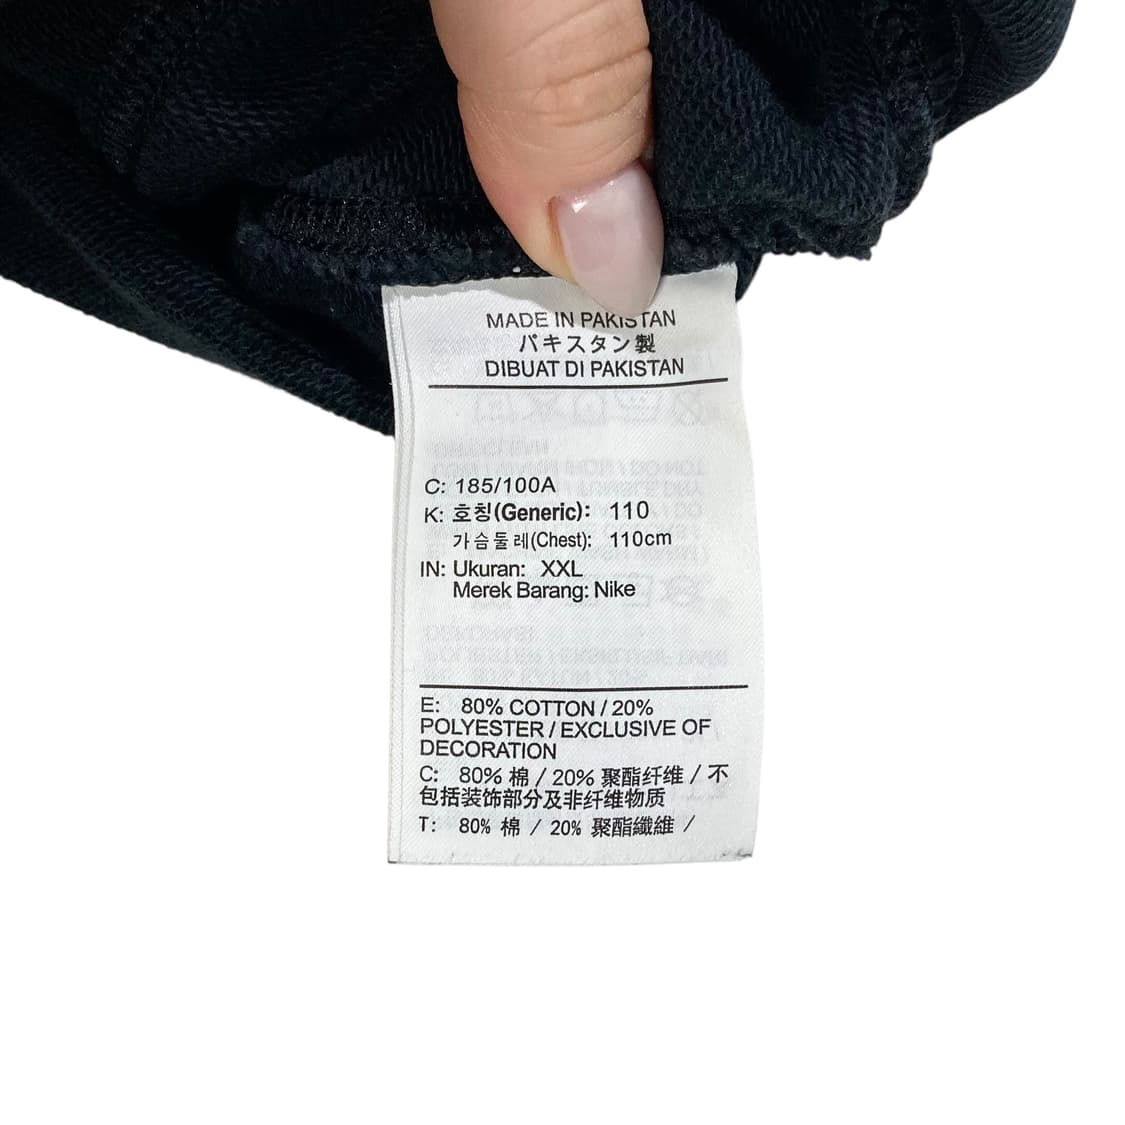 MADE IN PAKISTAN
パキスタン製
DIBUAT DI PAKISTAN
C: 185/100A
K: 호칭(Generic): 110
가슴둘레(Chest): 110cm
IN: Ukuran: XXL
Merek Barang: Nike
E: 80% COTTON / 20%
POLYESTER / EXCLUSIVE OF
DECORATION
C: 80% 棉 / 20% 聚酯纤维 / 不
包括装饰部分及非纤维物质
T: 80% 棉 / 20% 聚酯纖維 /